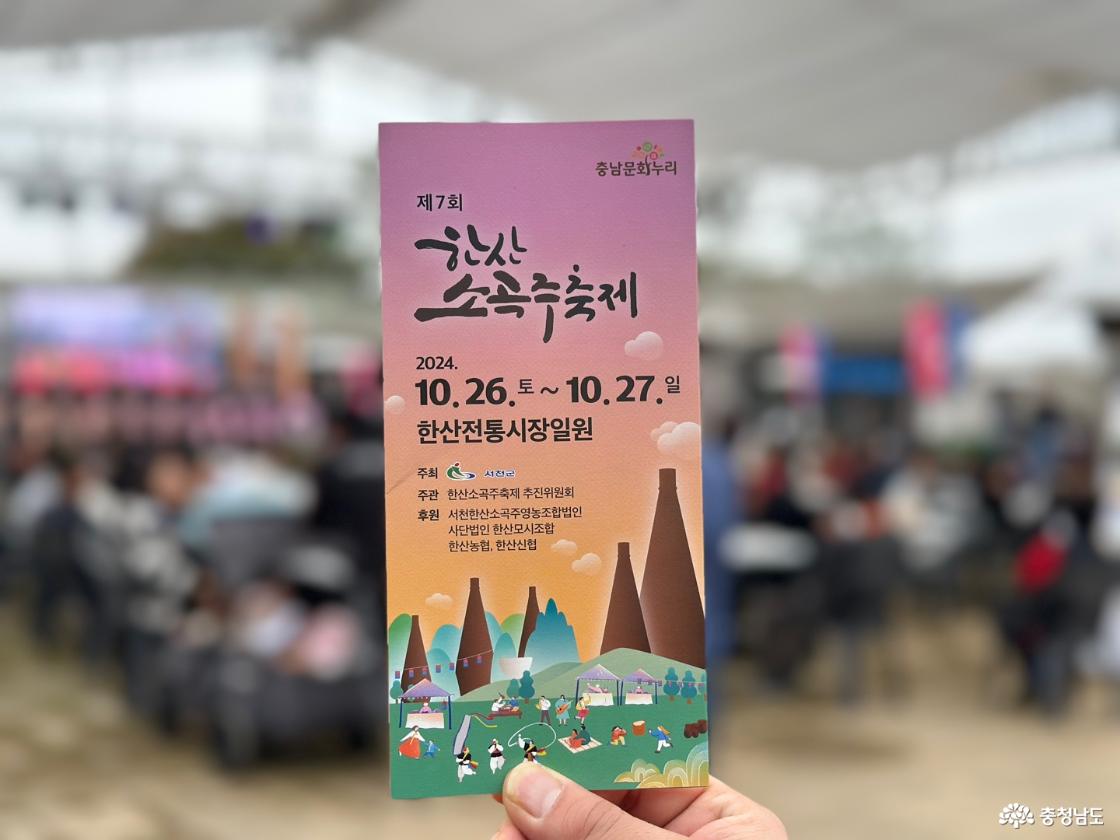 충남문화누리
제7회
한산
소곡주축제
2024.
10. 26.토 ~ 10. 27.일
한산전통시장일원
주최 서천군
주관 한산소곡주축제 추진위원회
후원 서천한산소곡주영농조합법인
사단법인 한산모시조합
한산농협, 한산신협
충청남도